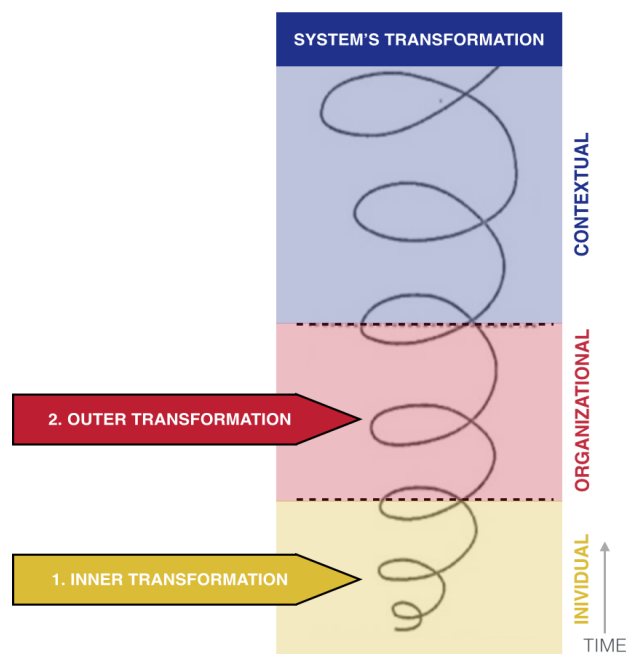 SYSTEM'S TRANSFORMATION
CONTEXTUAL
ORGANIZATIONAL
2. OUTER TRANSFORMATION
INIVIDUAL
1. INNER TRANSFORMATION
TIME